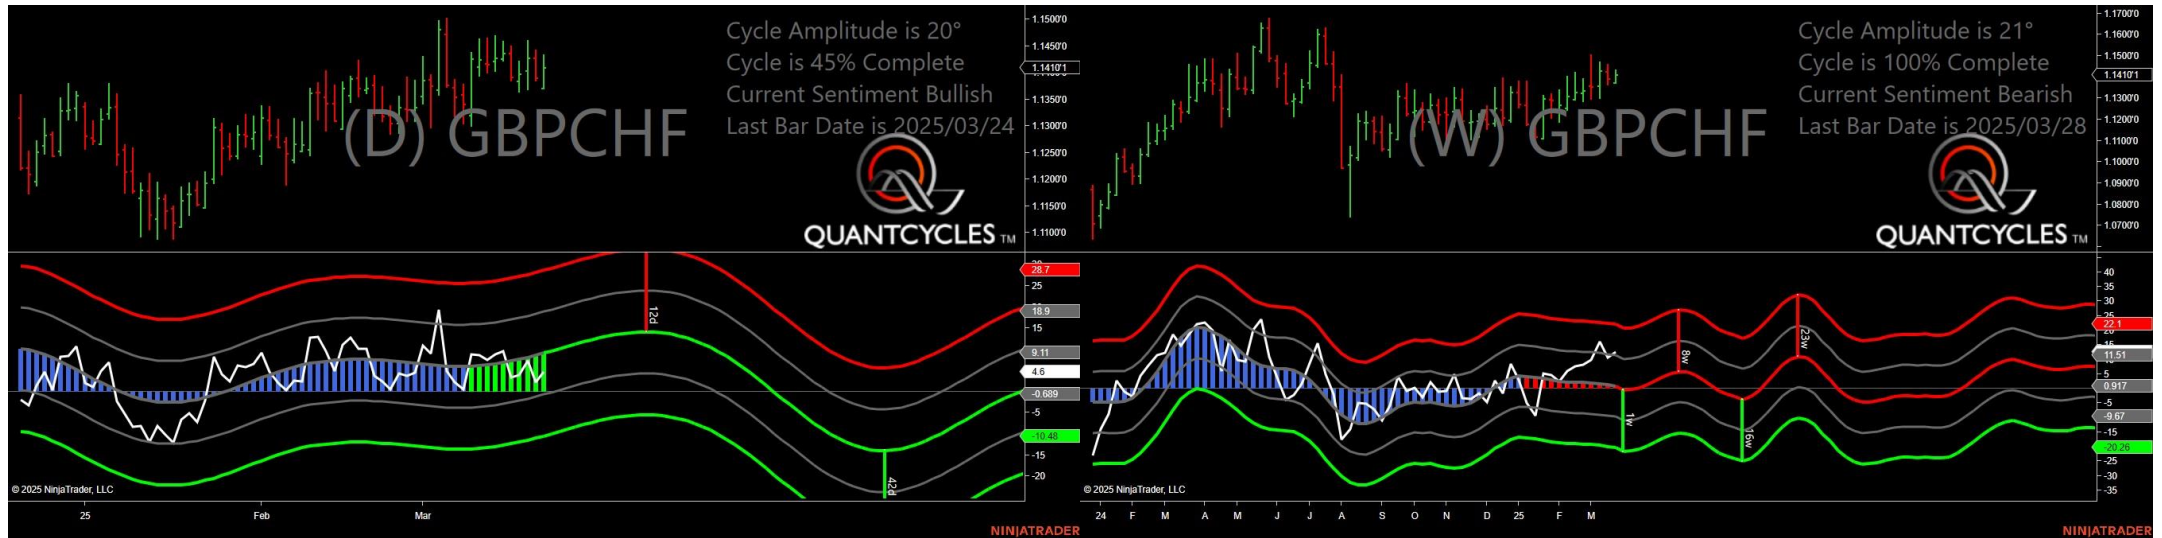 Cycle Amplitude is 20°
Cycle is 45% Complete
Current Sentiment Bullish
Last Bar Date is 2025/03/24
(D) GBPCHF
QUANTCYCLES TM
1.1500'0
1.1450'0
1.1410'1
1.1350'0
1.1300'0
1.1250'0
1.1200'0
1.1150'0
1.1100'0
28.7
25
18.9
15
9.11
4.6
-0.689
-5
-10.48
-15
-20
12d
42d
© 2025 NinjaTrader, LLC
25 Feb Mar
NINJATRADER
Cycle Amplitude is 21°
Cycle is 100% Complete
Current Sentiment Bearish
Last Bar Date is 2025/03/28
(W) GBPCHF
QUANTCYCLES TM
1.1700'0
1.1600'0
1.1500'0
1.1410'1
1.1300'0
1.1200'0
1.1100'0
1.1000'0
1.0900'0
1.0800'0
1.0700'0
40
35
30
22.1
11.51
5
0.917
-5
-9.67
-15
-20.26
-25
-30
-35
1w
8w
16w
23w
© 2025 NinjaTrader, LLC
24 F M A M J J A S O N D 25 F M
NINJATRADER